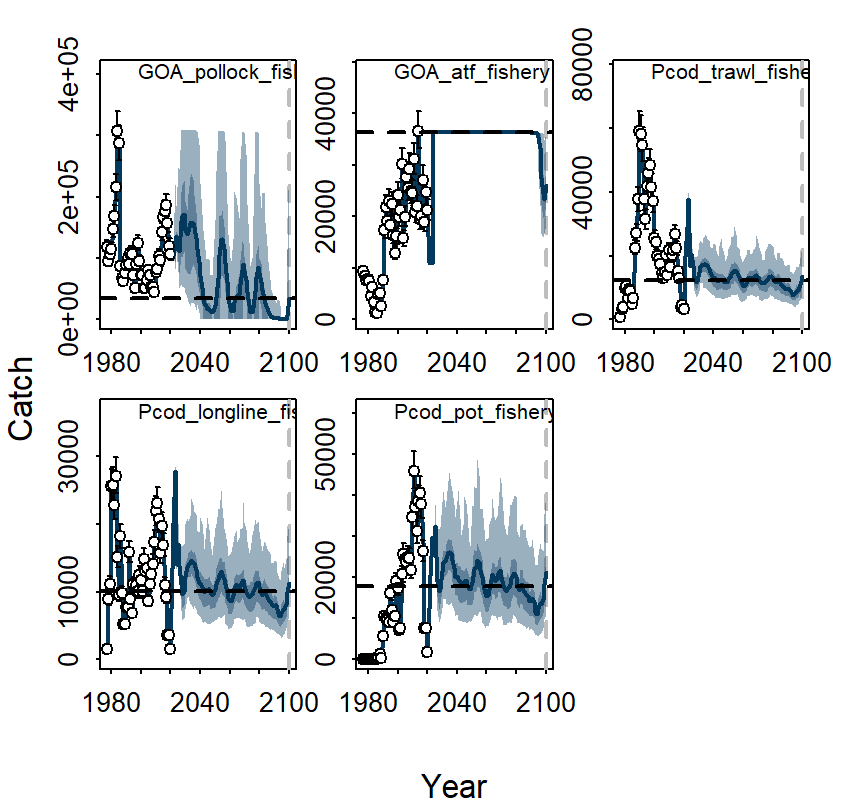 GOA_pollock_fish
0e+00 2e+05 4e+05
1980 2040 2100
GOA_atf_fishery
0 20000 40000
1980 2040 2100
Pcod_trawl_fishe
0 40000 80000
1980 2040 2100
Pcod_longline_fis
0 10000 30000
1980 2040 2100
Pcod_pot_fishery
0 20000 50000
1980 2040 2100
Catch
Year